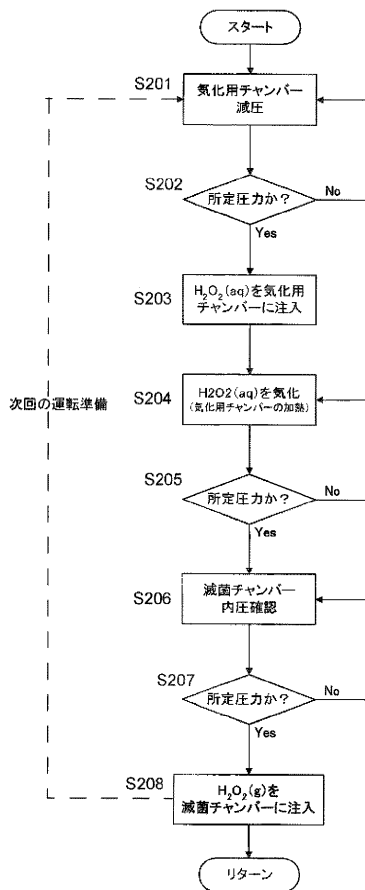 スタート
S201
気化用チャンバー
減圧
S202
所定圧力か?
No
Yes
S203
H₂O₂(aq)を気化用
チャンバーに注入
S204
H2O2(aq)を気化
(気化用チャンバーの加熱)
次回の運転準備
S205
所定圧力か?
No
Yes
S206
滅菌チャンバー
内圧確認
S207
所定圧力か?
No
Yes
S208
H₂O₂(g)を
滅菌チャンバーに注入
リターン